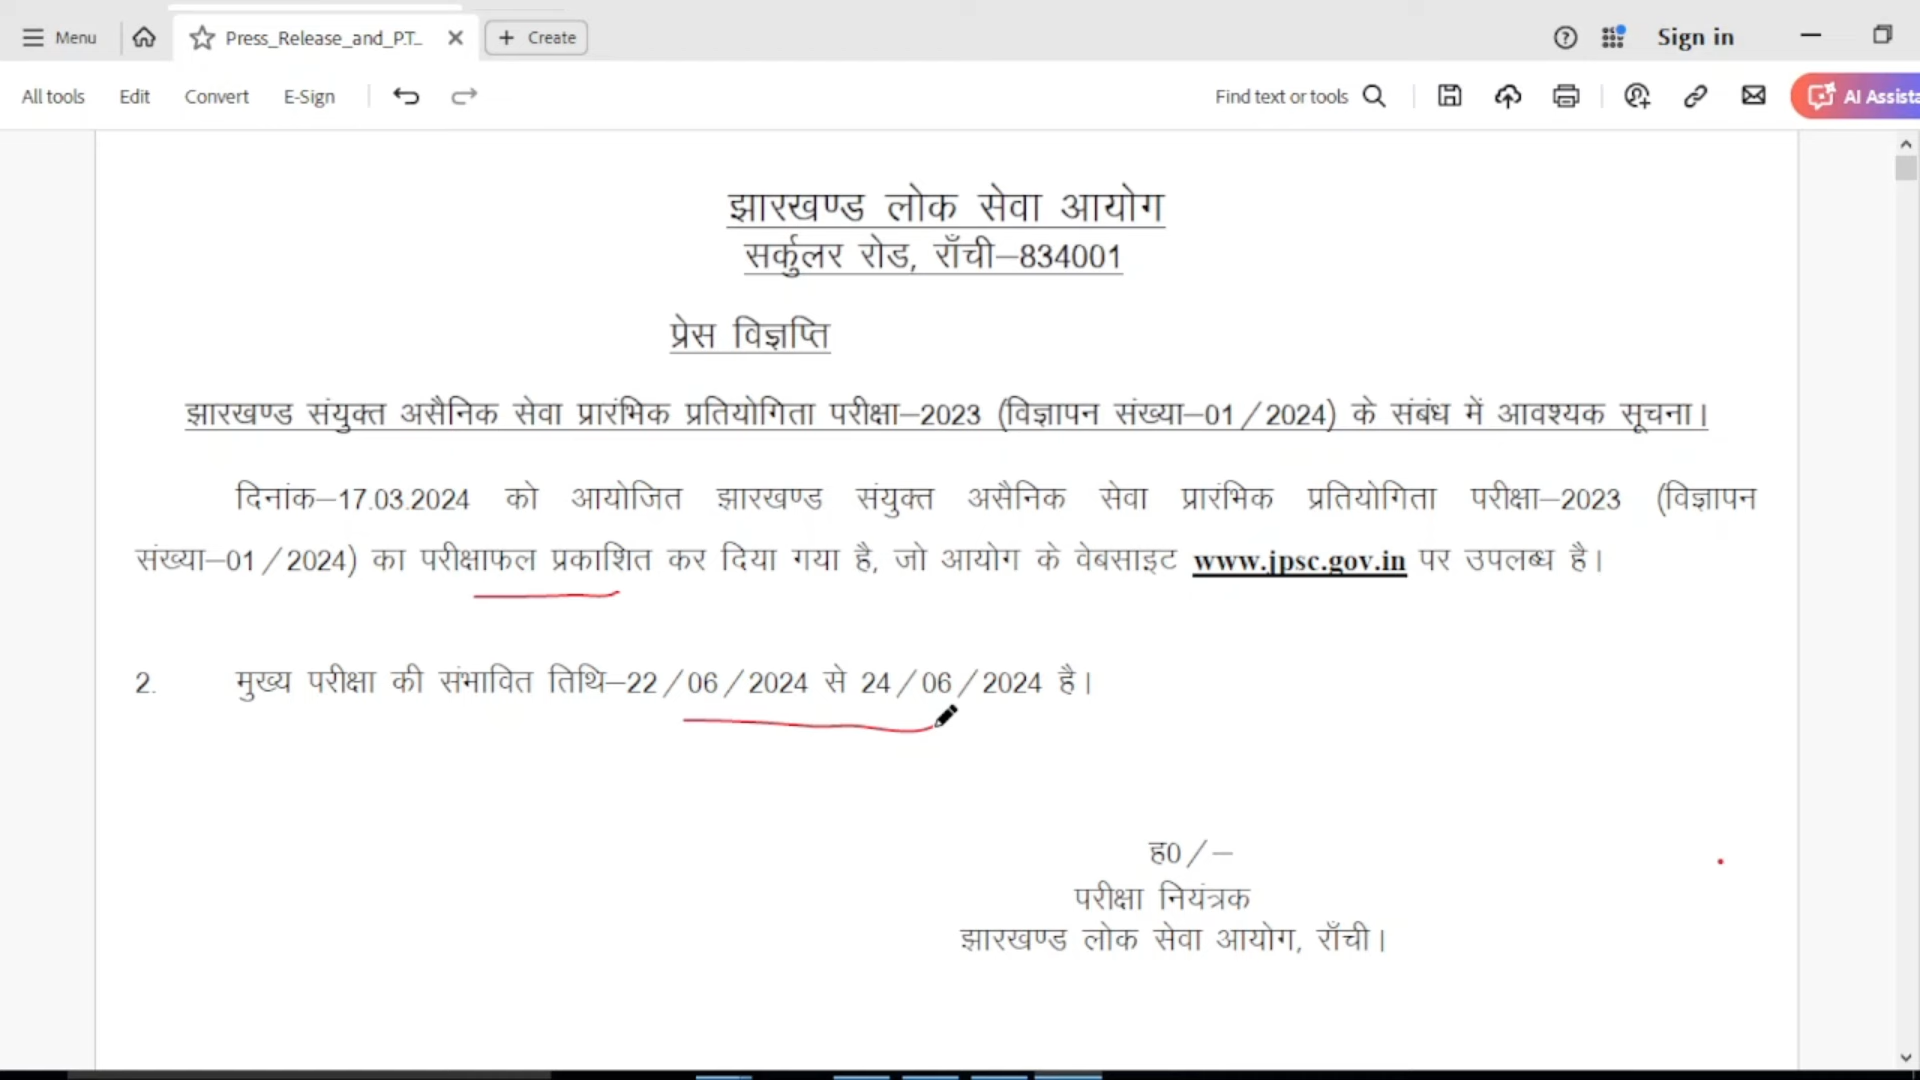 Menu
Press_Release_and_P.T...
Create
Sign in
All tools
Edit
Convert
E-Sign
Find text or tools
AI Assista
झारखण्ड लोक सेवा आयोग
सर्कुलर रोड, राँची–834001
प्रेस विज्ञप्ति
झारखण्ड संयुक्त असैनिक सेवा प्रारंभिक प्रतियोगिता परीक्षा–2023 (विज्ञापन संख्या–01/2024) के संबंध में आवश्यक सूचना।
दिनांक–17.03.2024 को आयोजित झारखण्ड संयुक्त असैनिक सेवा प्रारंभिक प्रतियोगिता परीक्षा–2023 (विज्ञापन
संख्या–01/2024) का परीक्षाफल प्रकाशित कर दिया गया है, जो आयोग के वेबसाइट www.jpsc.gov.in पर उपलब्ध है।
2. मुख्य परीक्षा की संभावित तिथि–22/06/2024 से 24/06/2024 है।
ह0/–
परीक्षा नियंत्रक
झारखण्ड लोक सेवा आयोग, राँची।